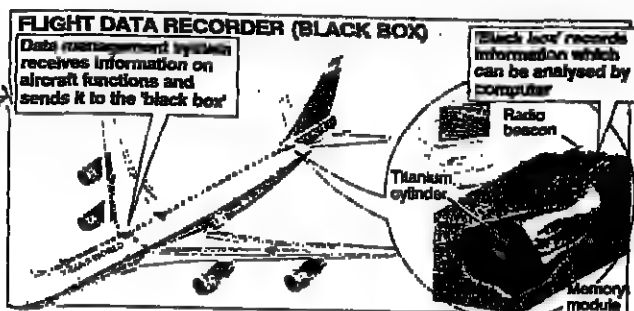 FLIGHT DATA RECORDER (BLACK BOX)
Data management system
receives information on
aircraft functions and
sends it to the 'black box'
'Black box' records
information which
can be analysed by
computer
Radio
beacon
Titanium
cylinder
Memory
module